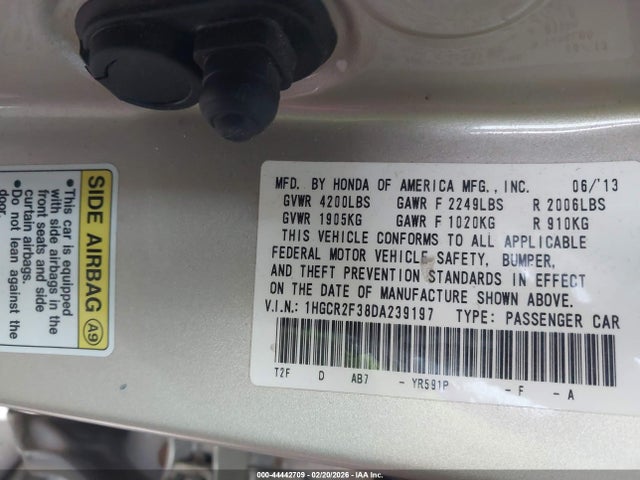 SIDE AIRBAG A9
•This car is equipped
with side airbags in the
front seats and side
curtain airbags.
•Do not lean against the
door.
MFD. BY HONDA OF AMERICA MFG., INC. 06/'13
GVWR 4200LBS GAWR F 2249LBS R 2006LBS
GVWR 1905KG GAWR F 1020KG R 910KG
THIS VEHICLE CONFORMS TO ALL APPLICABLE
FEDERAL MOTOR VEHICLE SAFETY, BUMPER,
AND THEFT PREVENTION STANDARDS IN EFFECT
ON THE DATE OF MANUFACTURE SHOWN ABOVE.
V.I.N.: 1HGCR2F38DA239197 TYPE: PASSENGER CAR
T2F D AB7 - YR591P - F - A
000-44442709 - 02/20/2026 - IAA Inc.